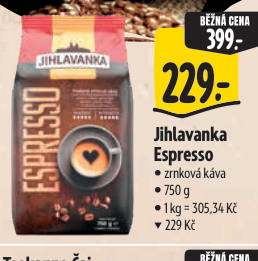 BĚŽNÁ CENA
399.-
229.-
JIHLAVANKA
ESPRESSO
750 g
Jihlavanka
Espresso
• zrnková káva
• 750 g
• 1 kg = 305,34 Kč
▼ 229 Kč
BĚŽNÁ CENA